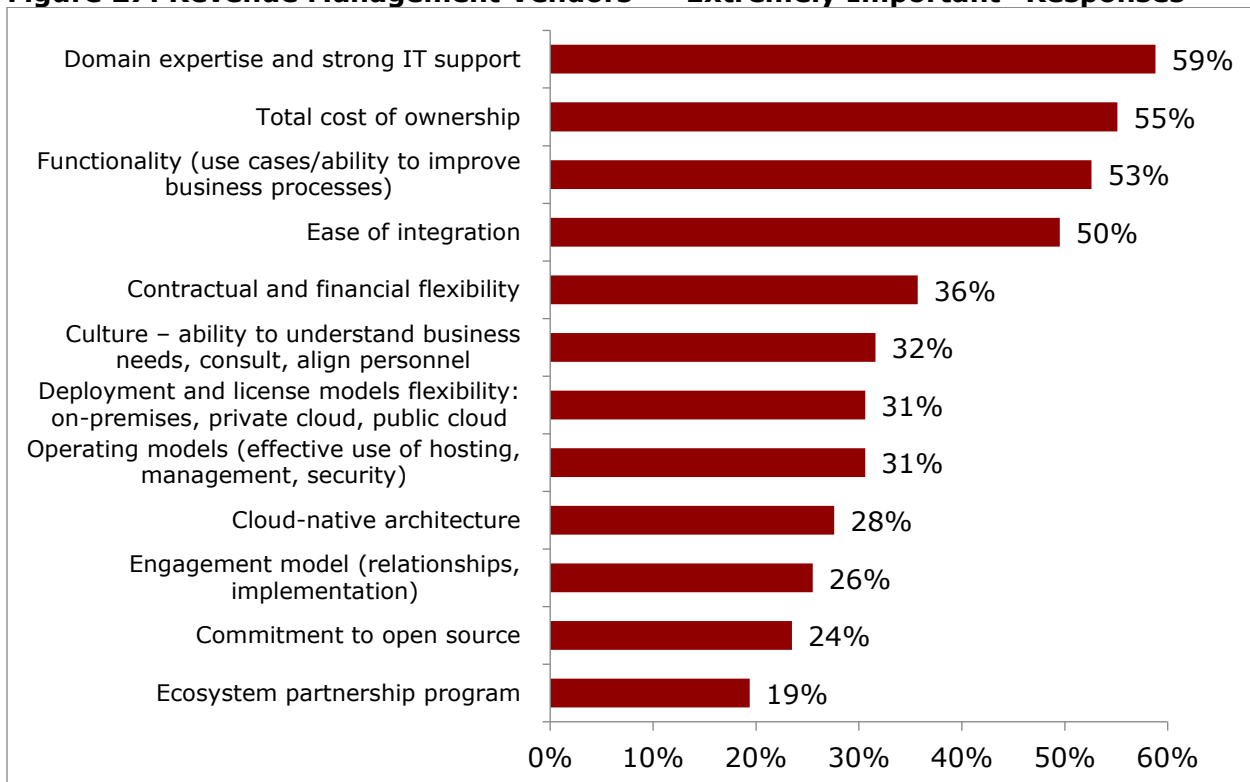 Domain expertise and strong IT support
59%
Total cost of ownership
55%
Functionality (use cases/ability to improve
business processes)
53%
Ease of integration
50%
Contractual and financial flexibility
36%
Culture – ability to understand business
needs, consult, align personnel
32%
Deployment and license models flexibility:
on-premises, private cloud, public cloud
31%
Operating models (effective use of hosting,
management, security)
31%
Cloud-native architecture
28%
Engagement model (relationships,
implementation)
26%
Commitment to open source
24%
Ecosystem partnership program
19%
0% 10% 20% 30% 40% 50% 60%